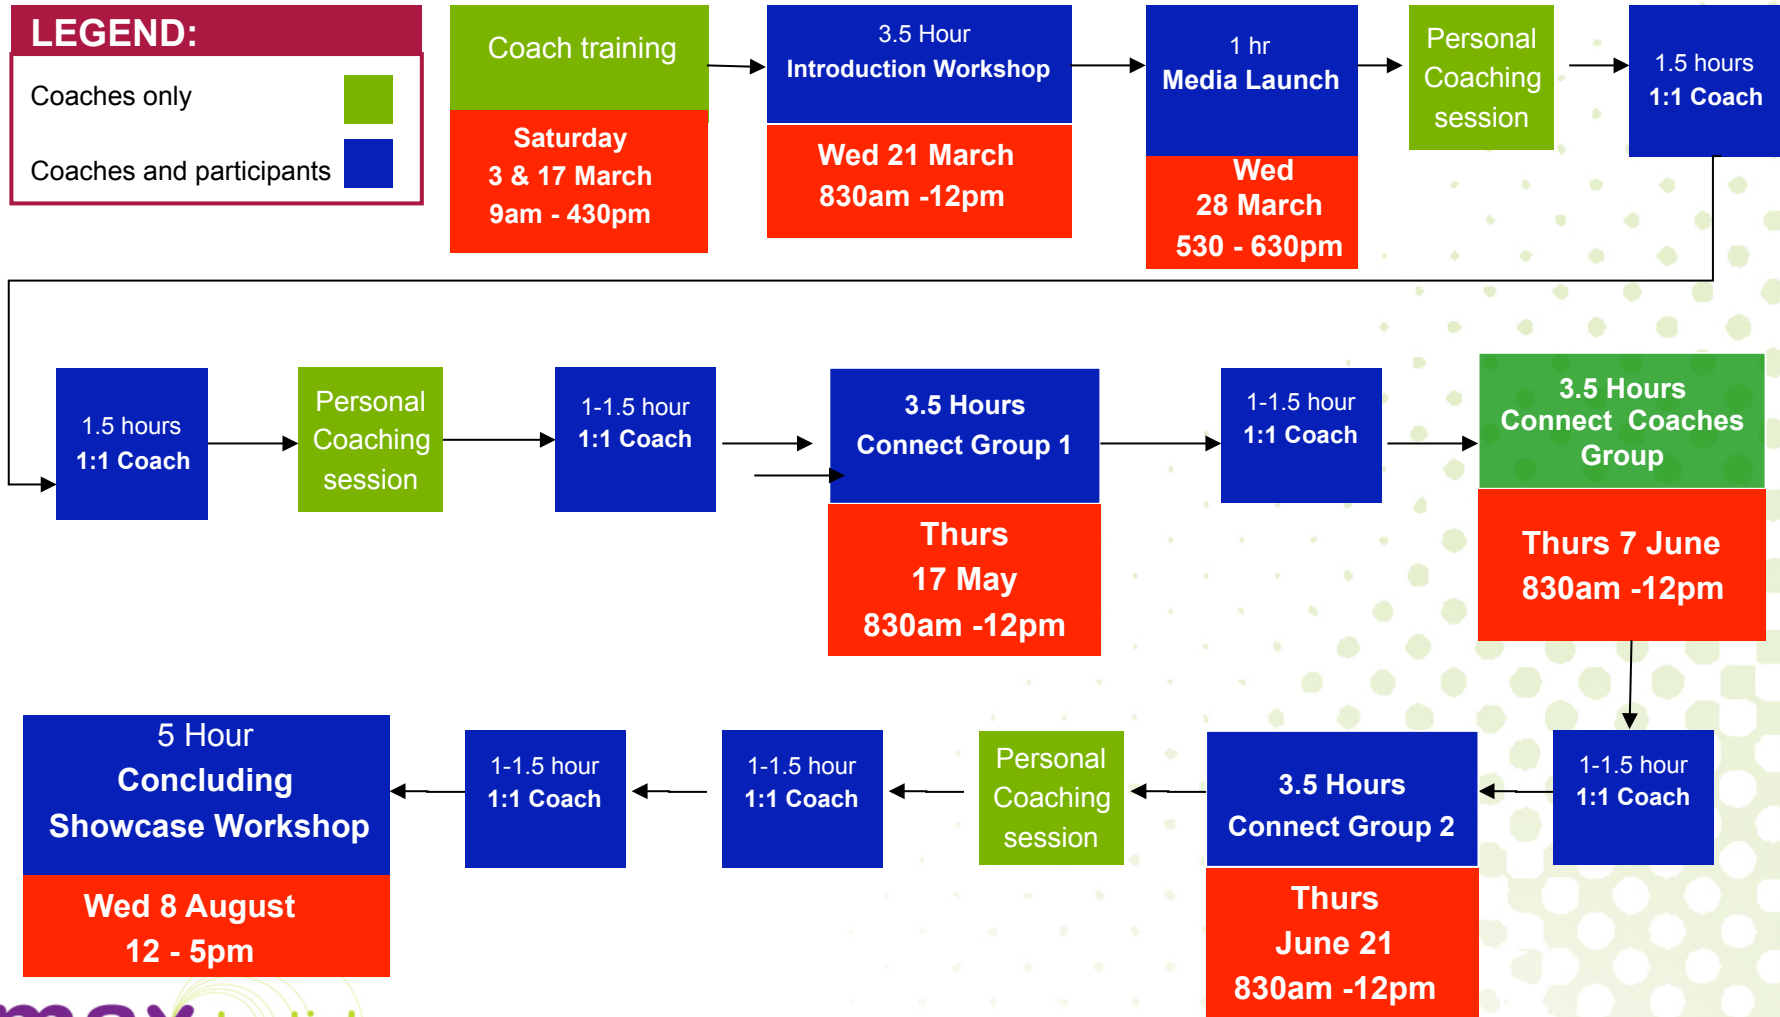 LEGEND:
Coaches only
Coaches and participants
Coach training
Saturday
3 & 17 March
9am - 430pm
3.5 Hour
Introduction Workshop
Wed 21 March
830am -12pm
1 hr
Media Launch
Wed
28 March
530 - 630pm
Personal
Coaching
session
1.5 hours
1:1 Coach
1.5 hours
1:1 Coach
Personal
Coaching
session
1-1.5 hour
1:1 Coach
3.5 Hours
Connect Group 1
Thurs
17 May
830am -12pm
1-1.5 hour
1:1 Coach
3.5 Hours
Connect Coaches
Group
Thurs 7 June
830am -12pm
5 Hour
Concluding
Showcase Workshop
Wed 8 August
12 - 5pm
1-1.5 hour
1:1 Coach
1-1.5 hour
1:1 Coach
Personal
Coaching
session
3.5 Hours
Connect Group 2
Thurs
June 21
830am -12pm
1-1.5 hour
1:1 Coach